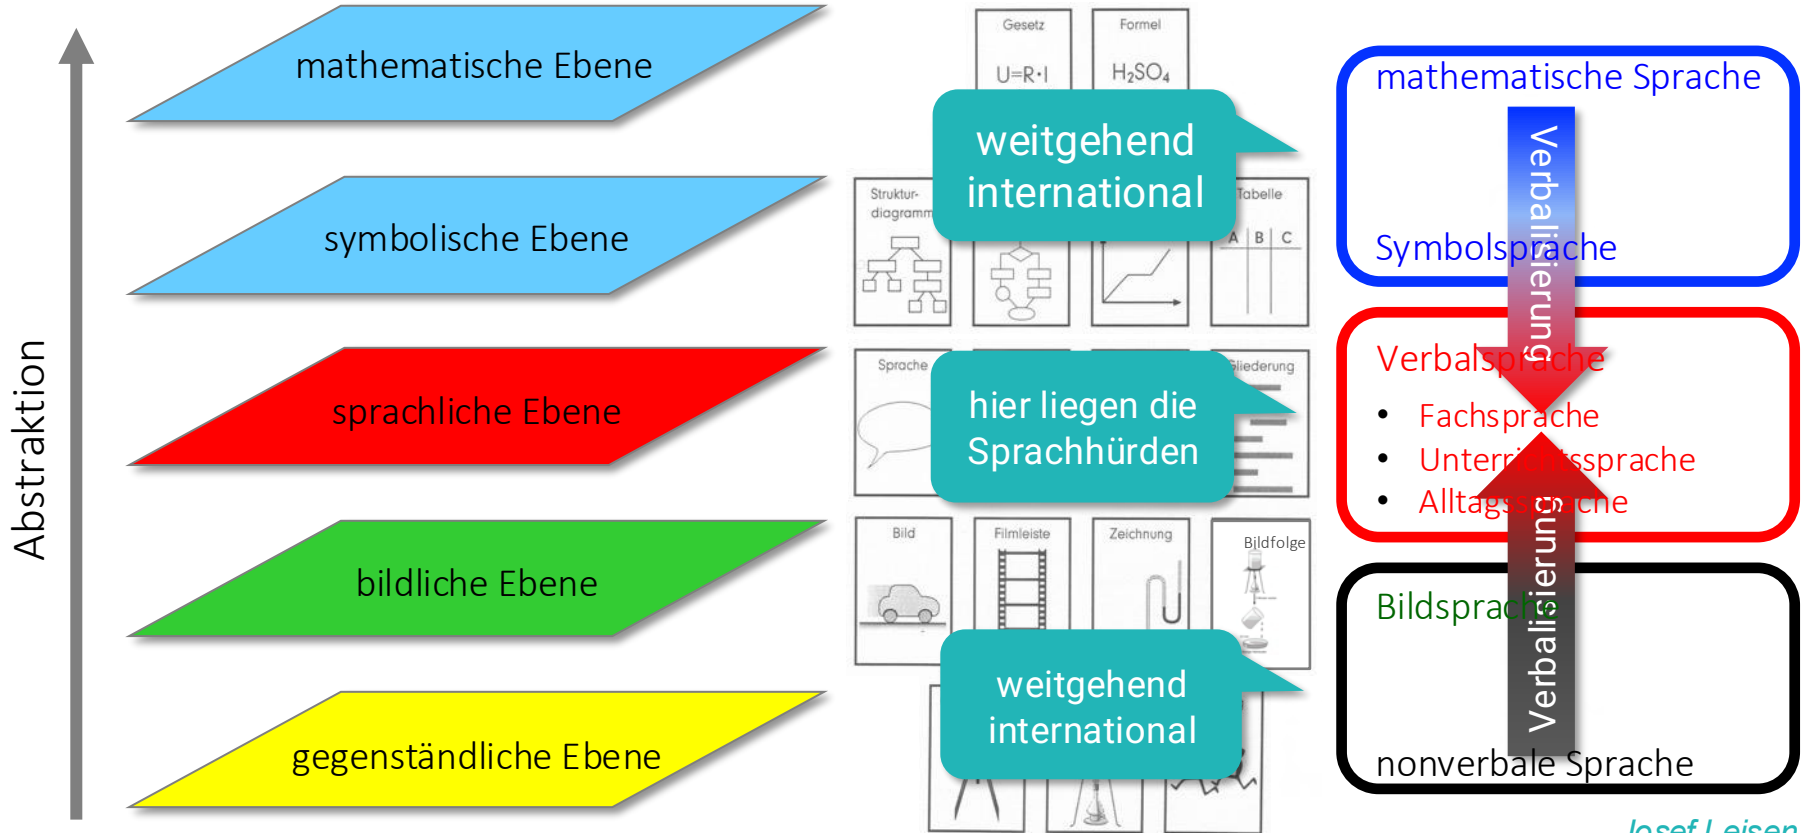 mathematische Ebene
symbolische Ebene
sprachliche Ebene
bildliche Ebene
gegenständliche Ebene
Abstraktion
Gesetz
U=R·I
Formel
H₂SO₄
weitgehend
international
Struktur-
diagramm
Tabelle
A B C
Sprache
Gliederung
hier liegen die
Sprachhürden
Bild
Filmleiste
Zeichnung
Bildfolge
weitgehend
international
mathematische Sprache
Symbolsprache
Verbalisierung
Verbalsprache
• Fachsprache
• Unterrichtssprache
• Alltagssprache
Verbalisierung
Bildsprache
nonverbale Sprache
Josef Leisen